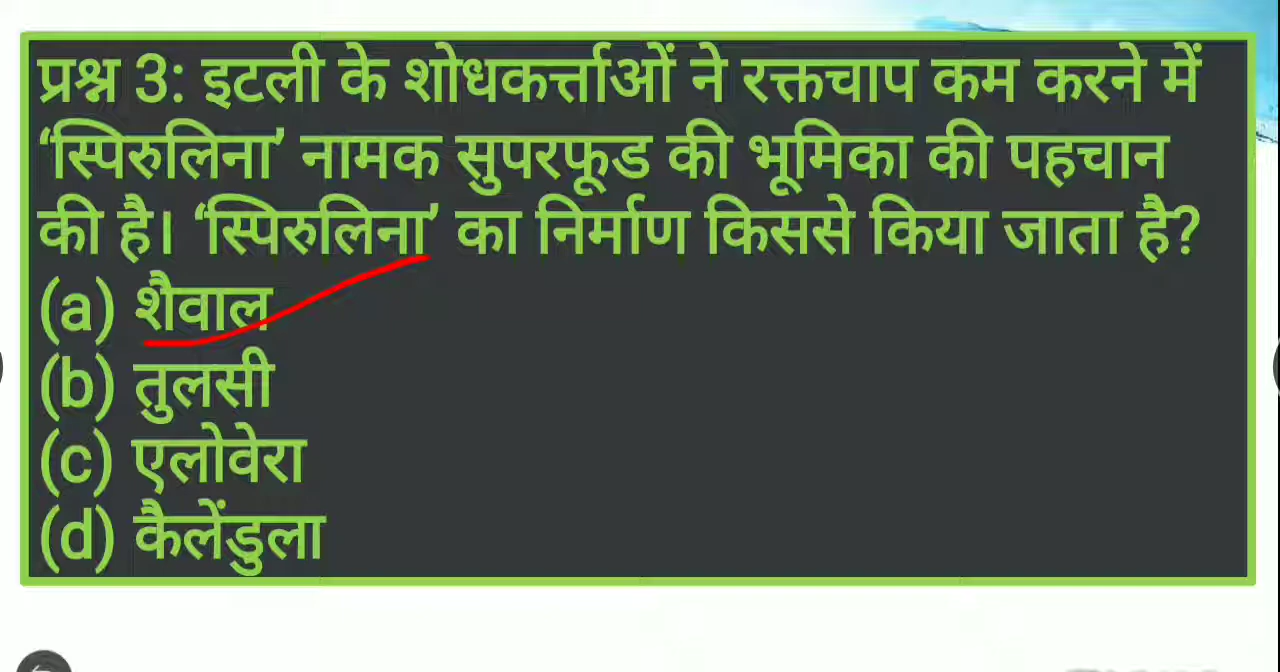 प्रश्न 3: इटली के शोधकर्त्ताओं ने रक्तचाप कम करने में
‘स्पिरुलिना’ नामक सुपरफूड की भूमिका की पहचान
की है। ‘स्पिरुलिना’ का निर्माण किससे किया जाता है?
(a) शैवाल
(b) तुलसी
(c) एलोवेरा
(d) कैलेंडुला